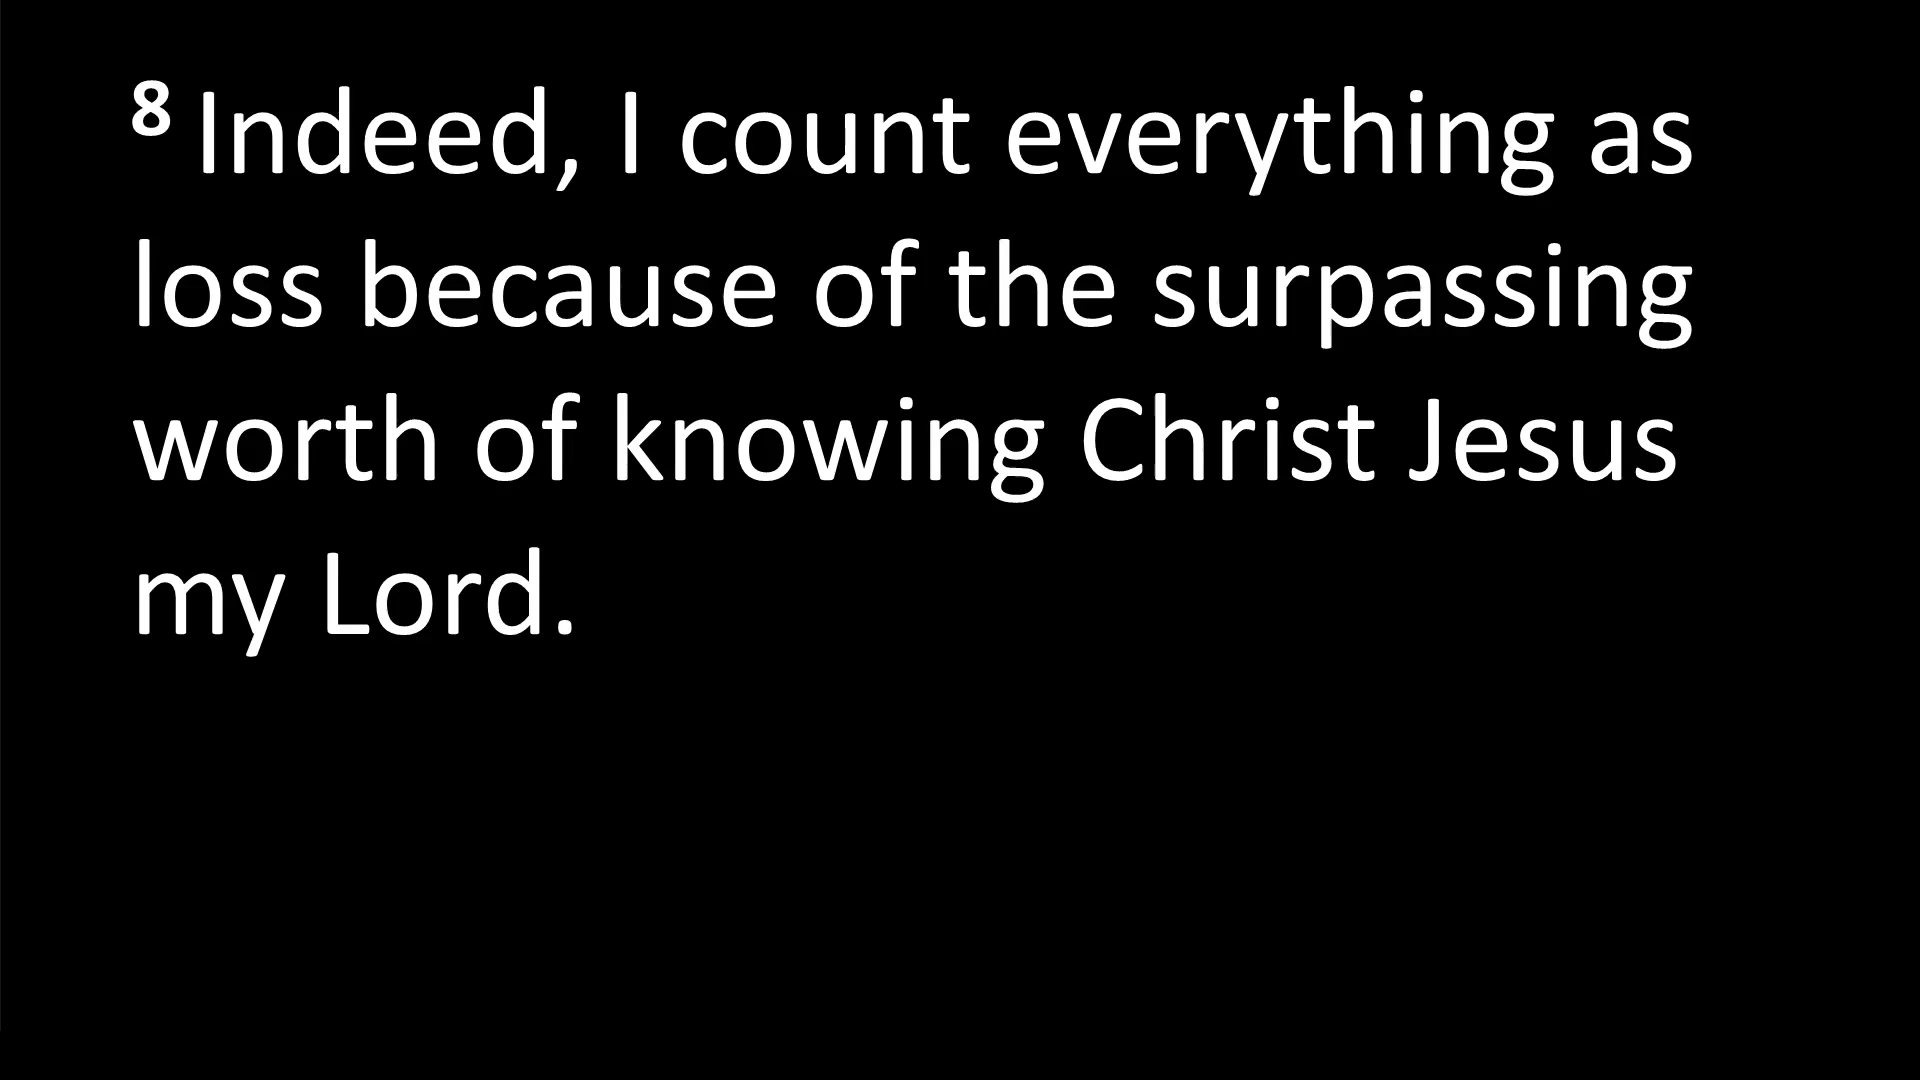 8 Indeed, I count everything as
loss because of the surpassing
worth of knowing Christ Jesus
my Lord.